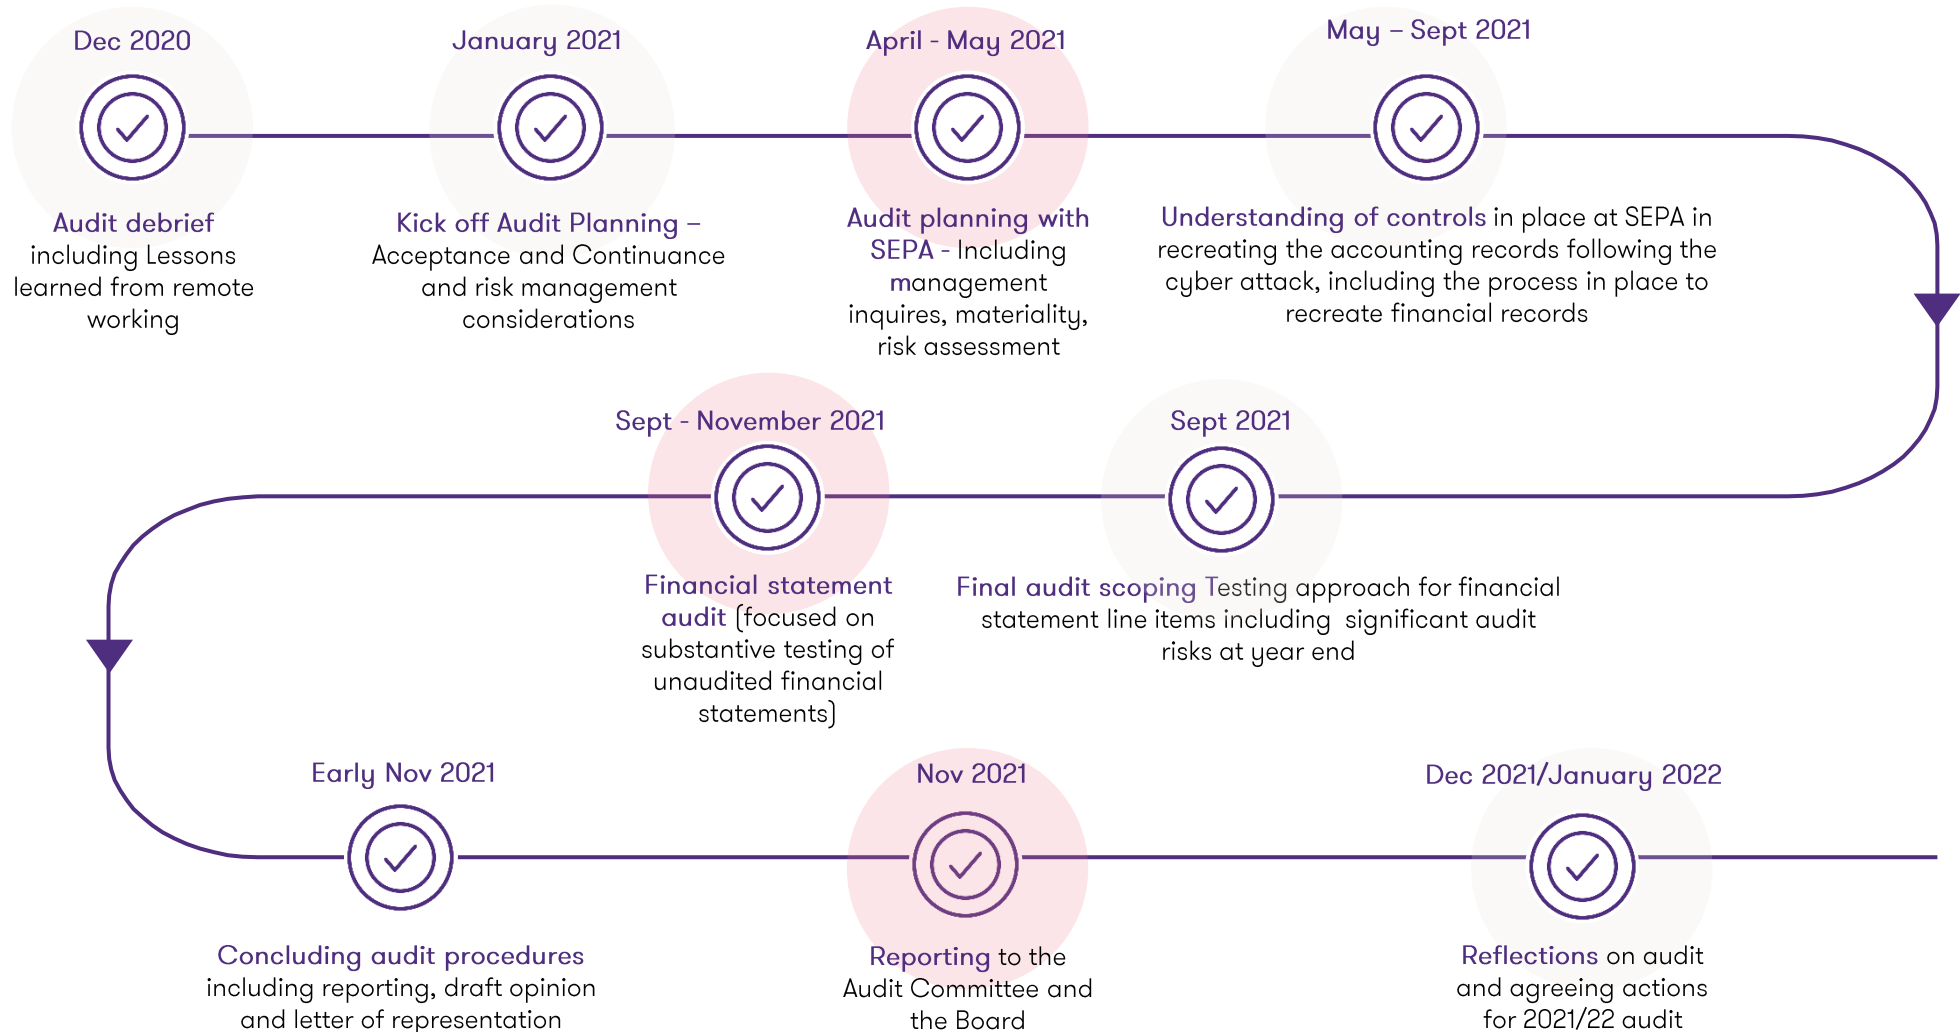 Dec 2020
Audit debrief
including Lessons
learned from remote
working
January 2021
Kick off Audit Planning –
Acceptance and Continuance
and risk management
considerations
April - May 2021
Audit planning with
SEPA - Including
management
inquires, materiality,
risk assessment
May – Sept 2021
Understanding of controls in place at SEPA in
recreating the accounting records following the
cyber attack, including the process in place to
recreate financial records
Sept 2021
Final audit scoping Testing approach for financial
statement line items including significant audit
risks at year end
Sept - November 2021
Financial statement
audit (focused on
substantive testing of
unaudited financial
statements)
Early Nov 2021
Concluding audit procedures
including reporting, draft opinion
and letter of representation
Nov 2021
Reporting to the
Audit Committee and
the Board
Dec 2021/January 2022
Reflections on audit
and agreeing actions
for 2021/22 audit